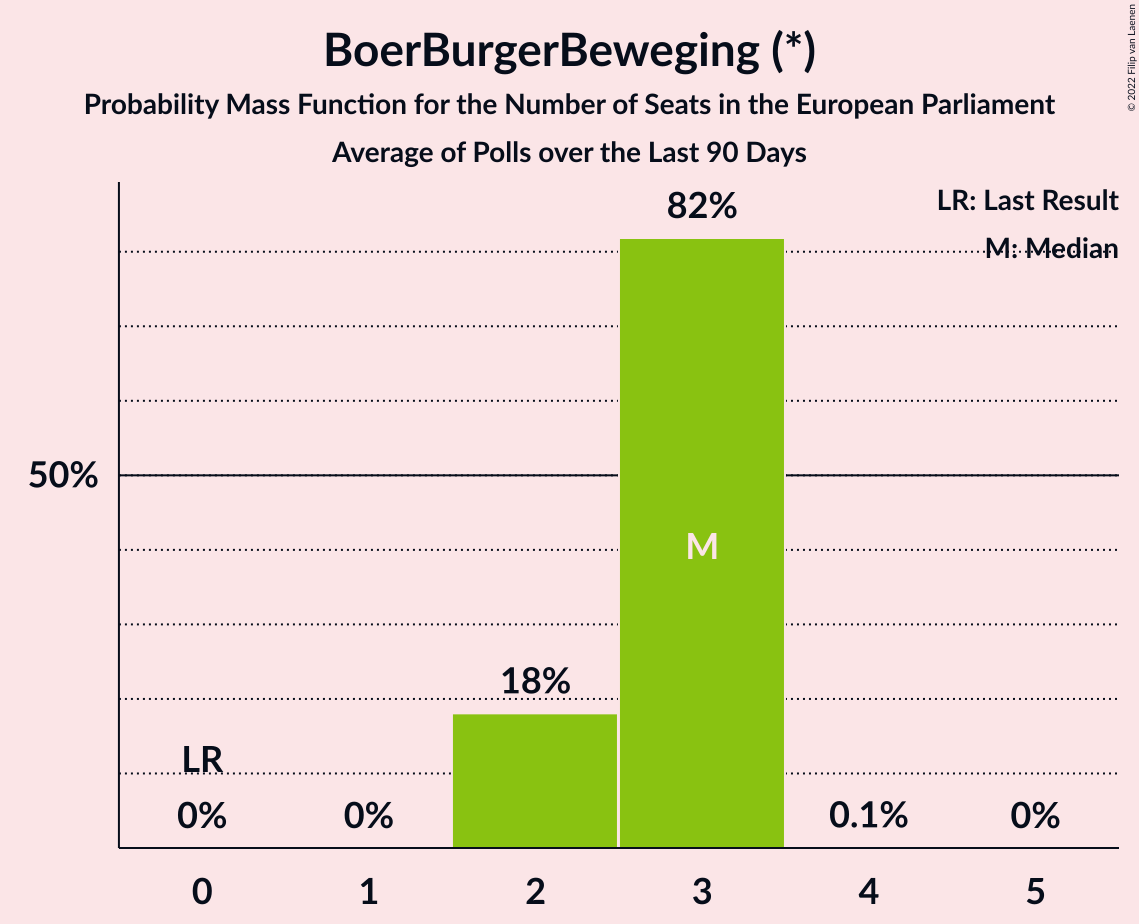 BoerBurgerBeweging (*)
Probability Mass Function for the Number of Seats in the European Parliament
Average of Polls over the Last 90 Days
© 2022 Filip van Laenen
LR: Last Result
M: Median
82%
50%
M
18%
LR
0%
0%
0.1%
0%
0
1
2
3
4
5